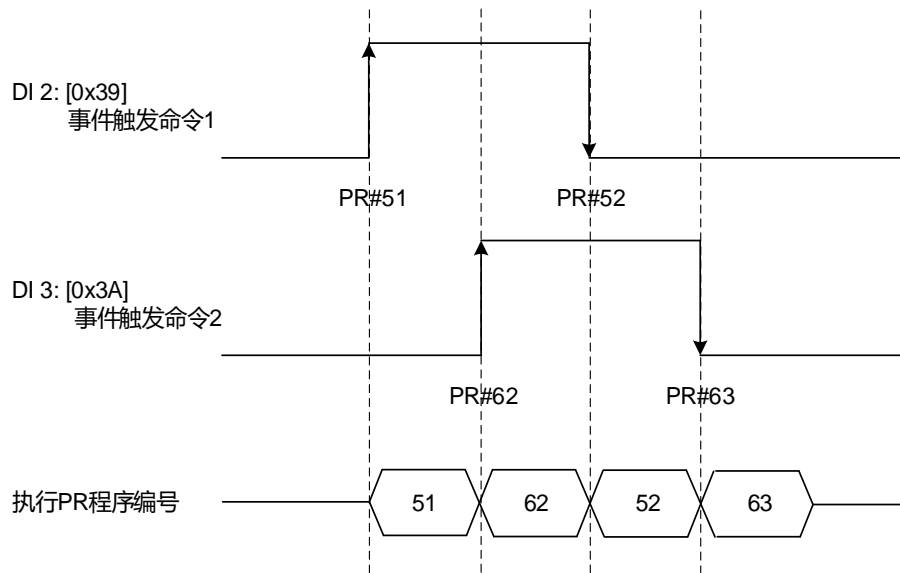 DI 2: [0x39]
事件触发命令1
PR#51
PR#52
DI 3: [0x3A]
事件触发命令2
PR#62
PR#63
执行PR程序编号
51
62
52
63